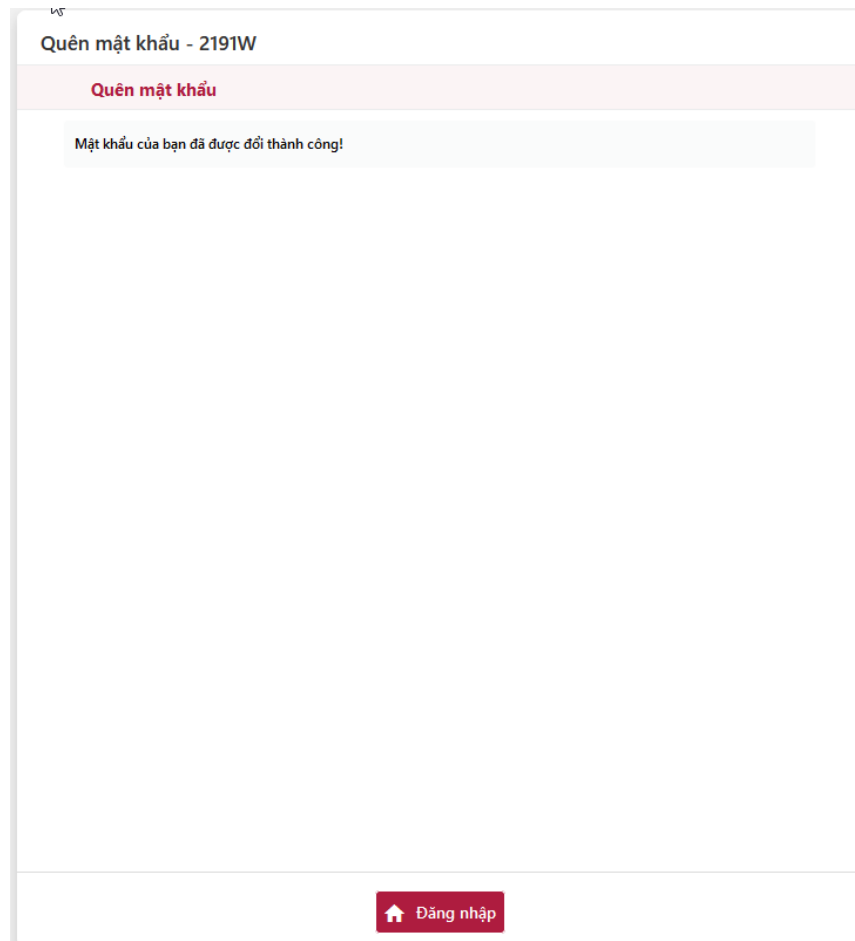 Quên mật khẩu - 2191W
Quên mật khẩu
Mật khẩu của bạn đã được đổi thành công!
Đăng nhập